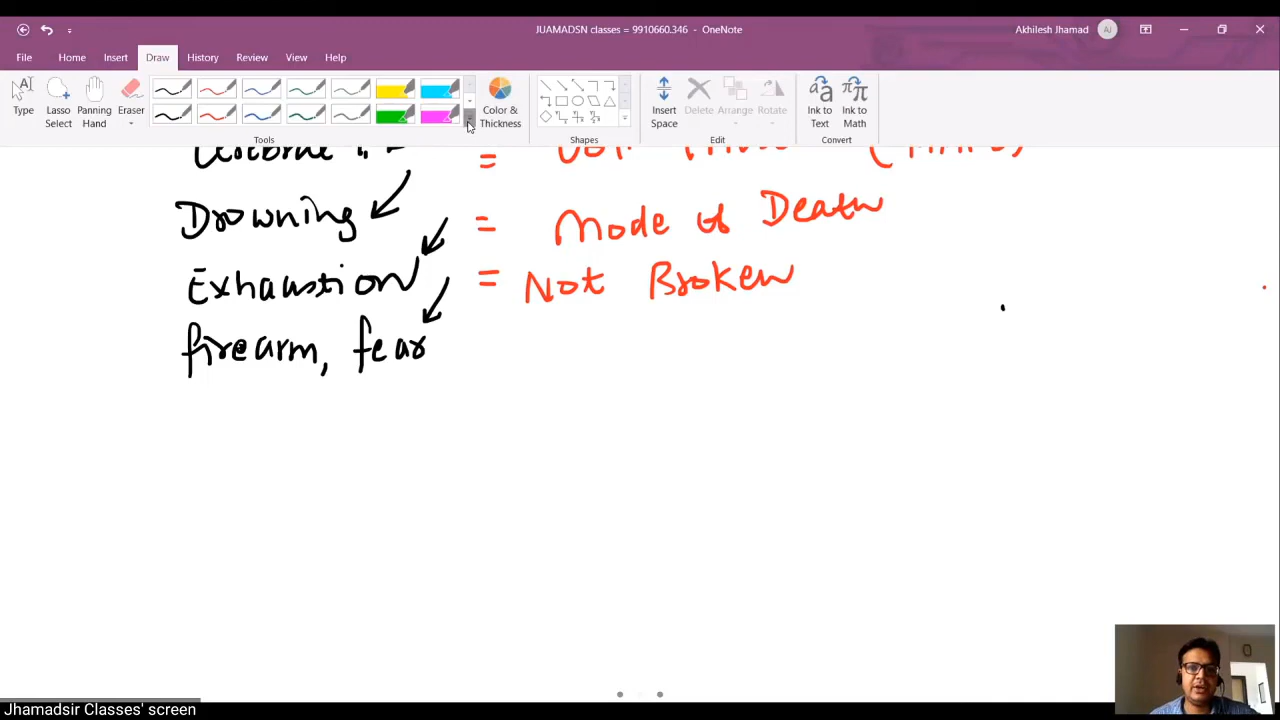 JUAMADSN classes = 9910660.346 - OneNote
Akhilesh Jhamad AJ
File Home Insert Draw History Review View Help
Type
Lasso Select
Panning Hand
Eraser
Color & Thickness
Insert Space
Delete
Arrange
Rotate
Ink to Text
Ink to Math
Tools
Shapes
Edit
Convert
Drowning = Mode of Death
Exhaustion = Not Broken
firearm, fear
Jhamadsir Classes' screen